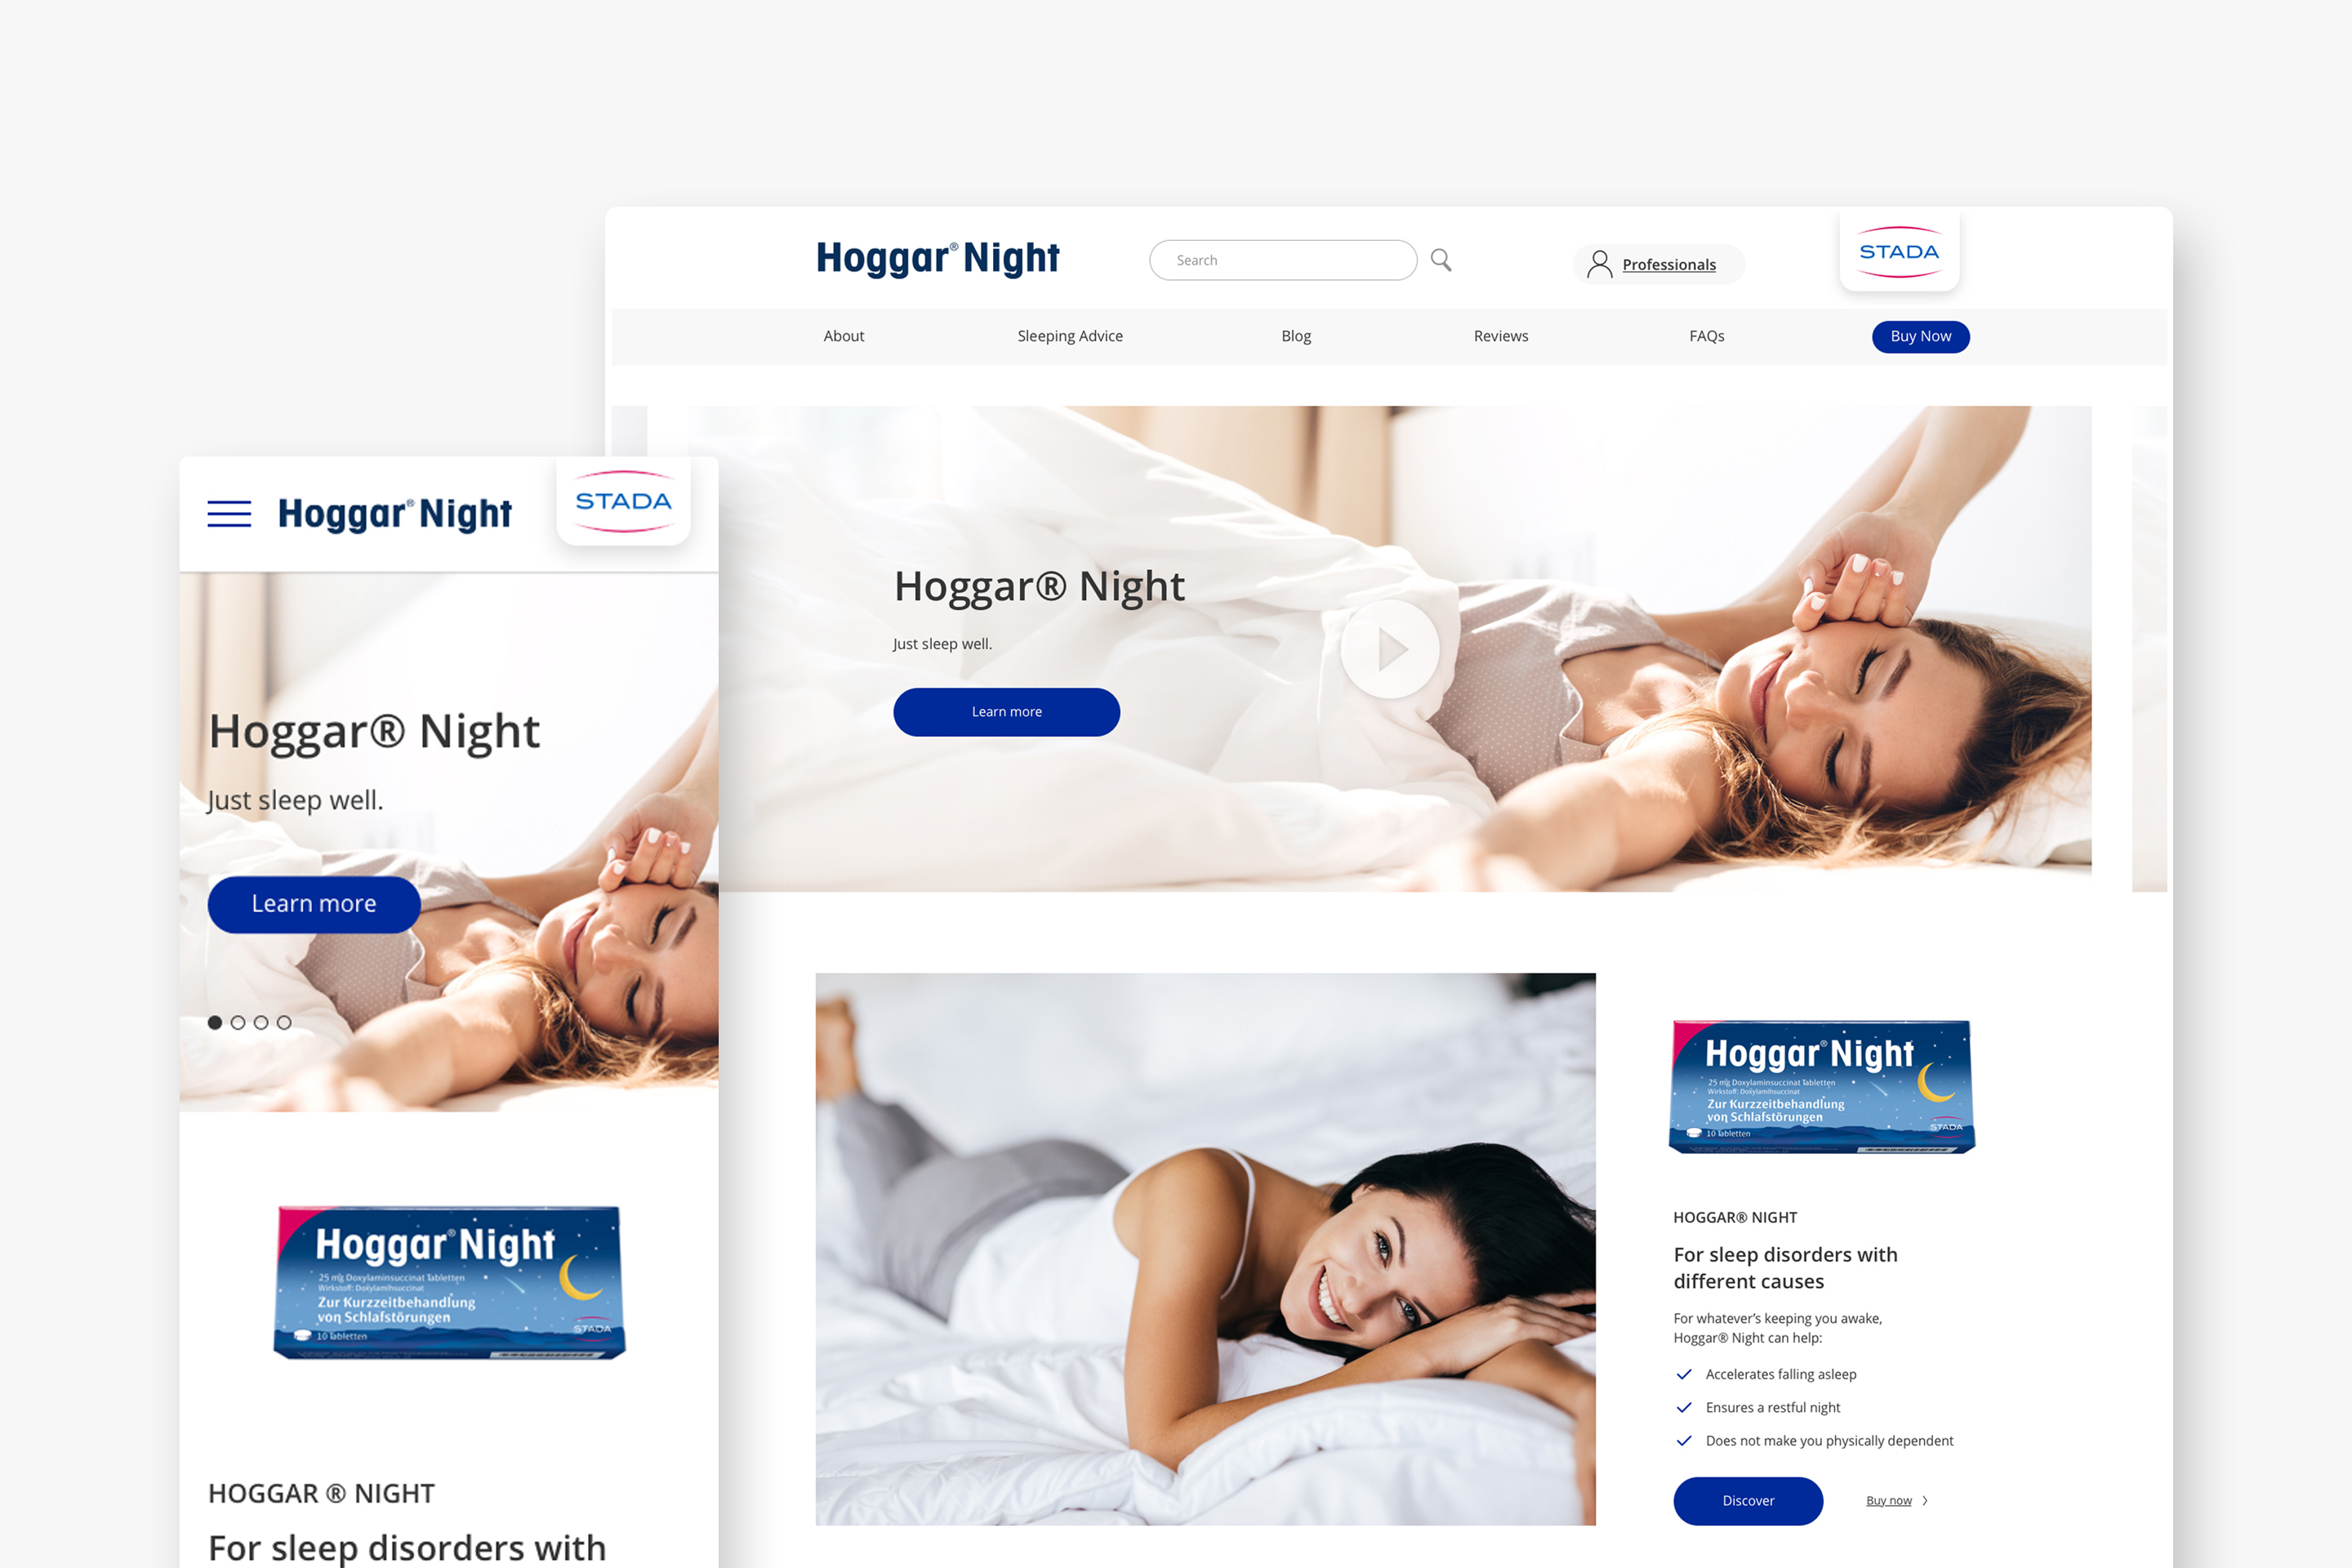 Hoggar® Night
Search
Professionals
STADA
About
Sleeping Advice
Blog
Reviews
FAQs
Buy Now
Hoggar® Night
Just sleep well.
Learn more
Hoggar® Night
25 mg Doxylaminsuccinat Tabletten
Wirkstoff: Doxylaminsuccinat
Zur Kurzzeitbehandlung
von Schlafstörungen
10 Tabletten
STADA
HOGGAR® NIGHT
For sleep disorders with
different causes
For whatever’s keeping you awake,
Hoggar® Night can help:
Accelerates falling asleep
Ensures a restful night
Does not make you physically dependent
Discover
Buy now
Hoggar® Night
STADA
Hoggar® Night
Just sleep well.
Learn more
Hoggar® Night
25 mg Doxylaminsuccinat Tabletten
Wirkstoff: Doxylaminsuccinat
Zur Kurzzeitbehandlung
von Schlafstörungen
10 Tabletten
STADA
HOGGAR ® NIGHT
For sleep disorders with